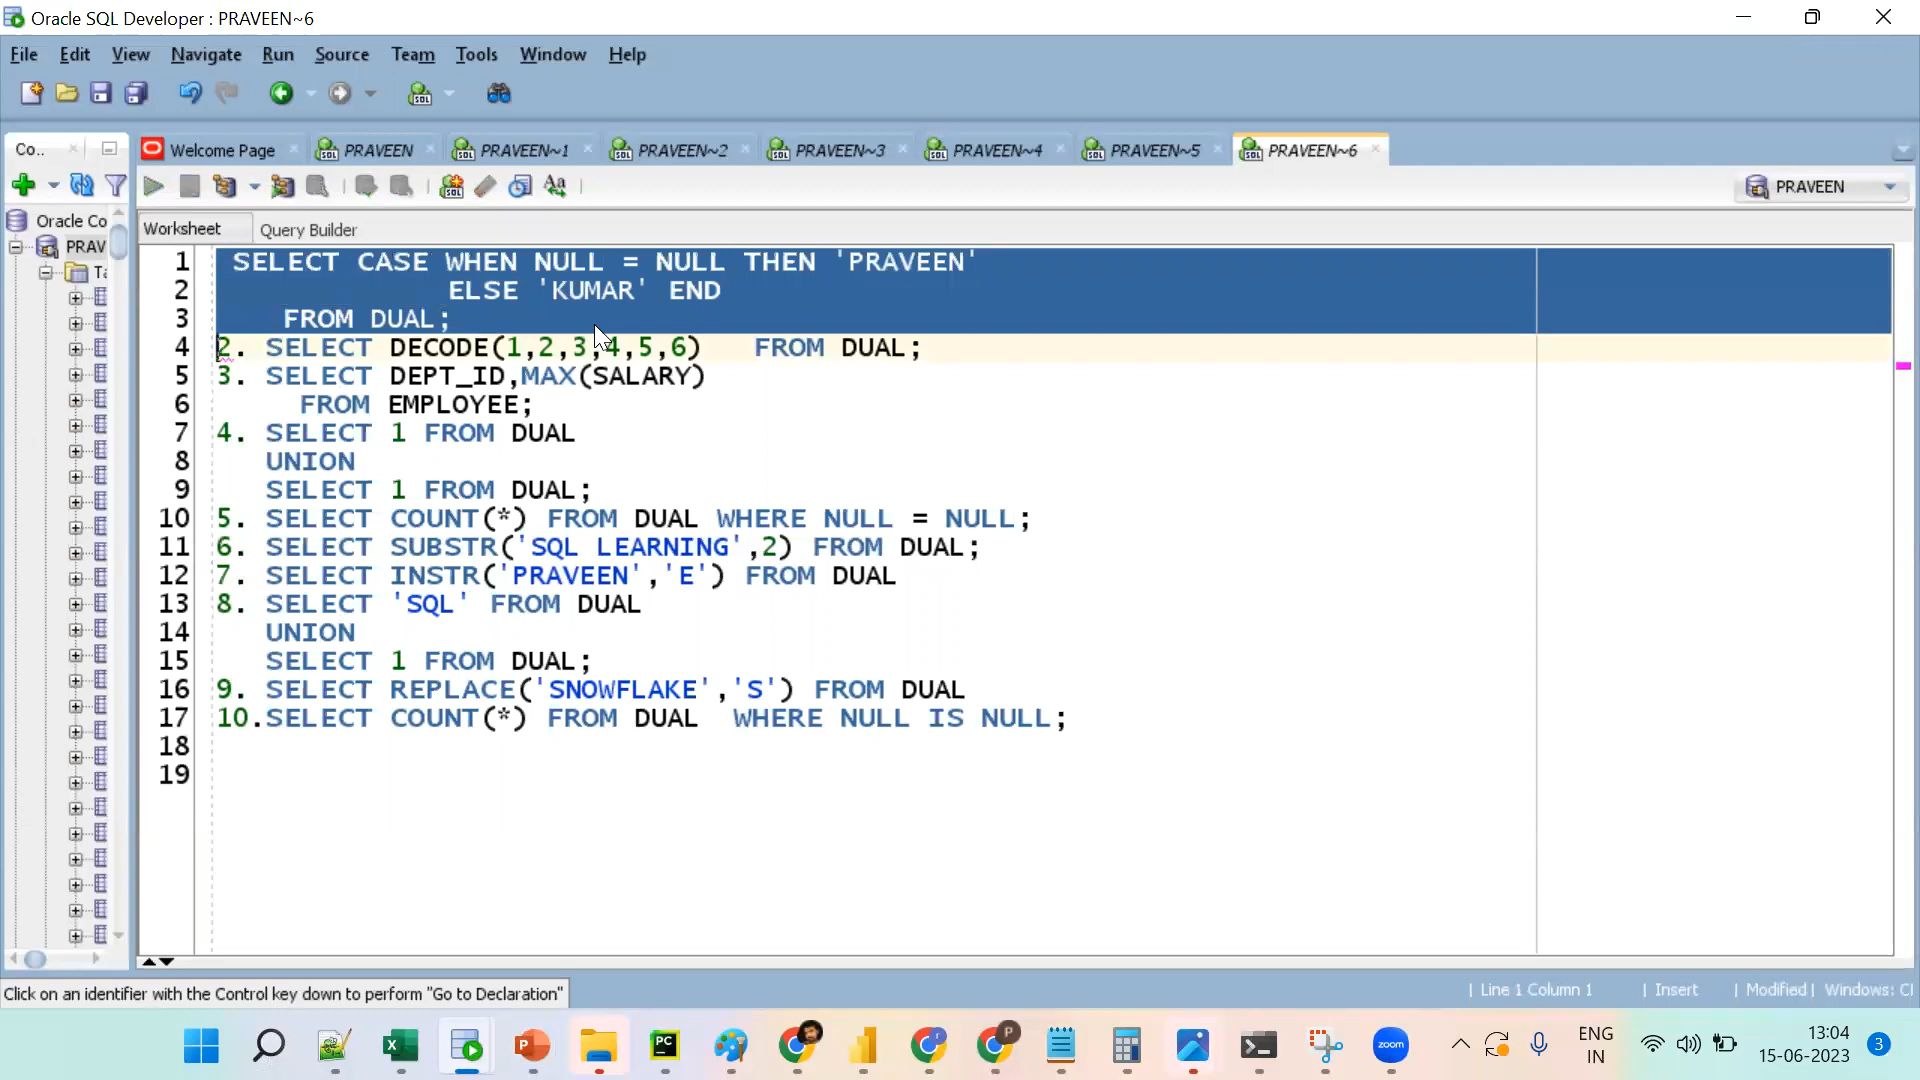 Oracle SQL Developer : PRAVEEN~6
File Edit View Navigate Run Source Team Tools Window Help
Co.. Welcome Page PRAVEEN PRAVEEN~1 PRAVEEN~2 PRAVEEN~3 PRAVEEN~4 PRAVEEN~5 PRAVEEN~6
PRAVEEN
Oracle Co
PRAV
Worksheet Query Builder
1 SELECT CASE WHEN NULL = NULL THEN 'PRAVEEN'
2 ELSE 'KUMAR' END
3 FROM DUAL;
4 2. SELECT DECODE(1,2,3,4,5,6) FROM DUAL;
5 3. SELECT DEPT_ID,MAX(SALARY)
6 FROM EMPLOYEE;
7 4. SELECT 1 FROM DUAL
8 UNION
9 SELECT 1 FROM DUAL;
10 5. SELECT COUNT(*) FROM DUAL WHERE NULL = NULL;
11 6. SELECT SUBSTR('SQL LEARNING',2) FROM DUAL;
12 7. SELECT INSTR('PRAVEEN','E') FROM DUAL
13 8. SELECT 'SQL' FROM DUAL
14 UNION
15 SELECT 1 FROM DUAL;
16 9. SELECT REPLACE('SNOWFLAKE','S') FROM DUAL
17 10.SELECT COUNT(*) FROM DUAL WHERE NULL IS NULL;
18
19
Click on an identifier with the Control key down to perform "Go to Declaration"
| Line 1 Column 1 | Insert | Modified | Windows: Cl
zoom
ENG
IN
13:04
15-06-2023
3